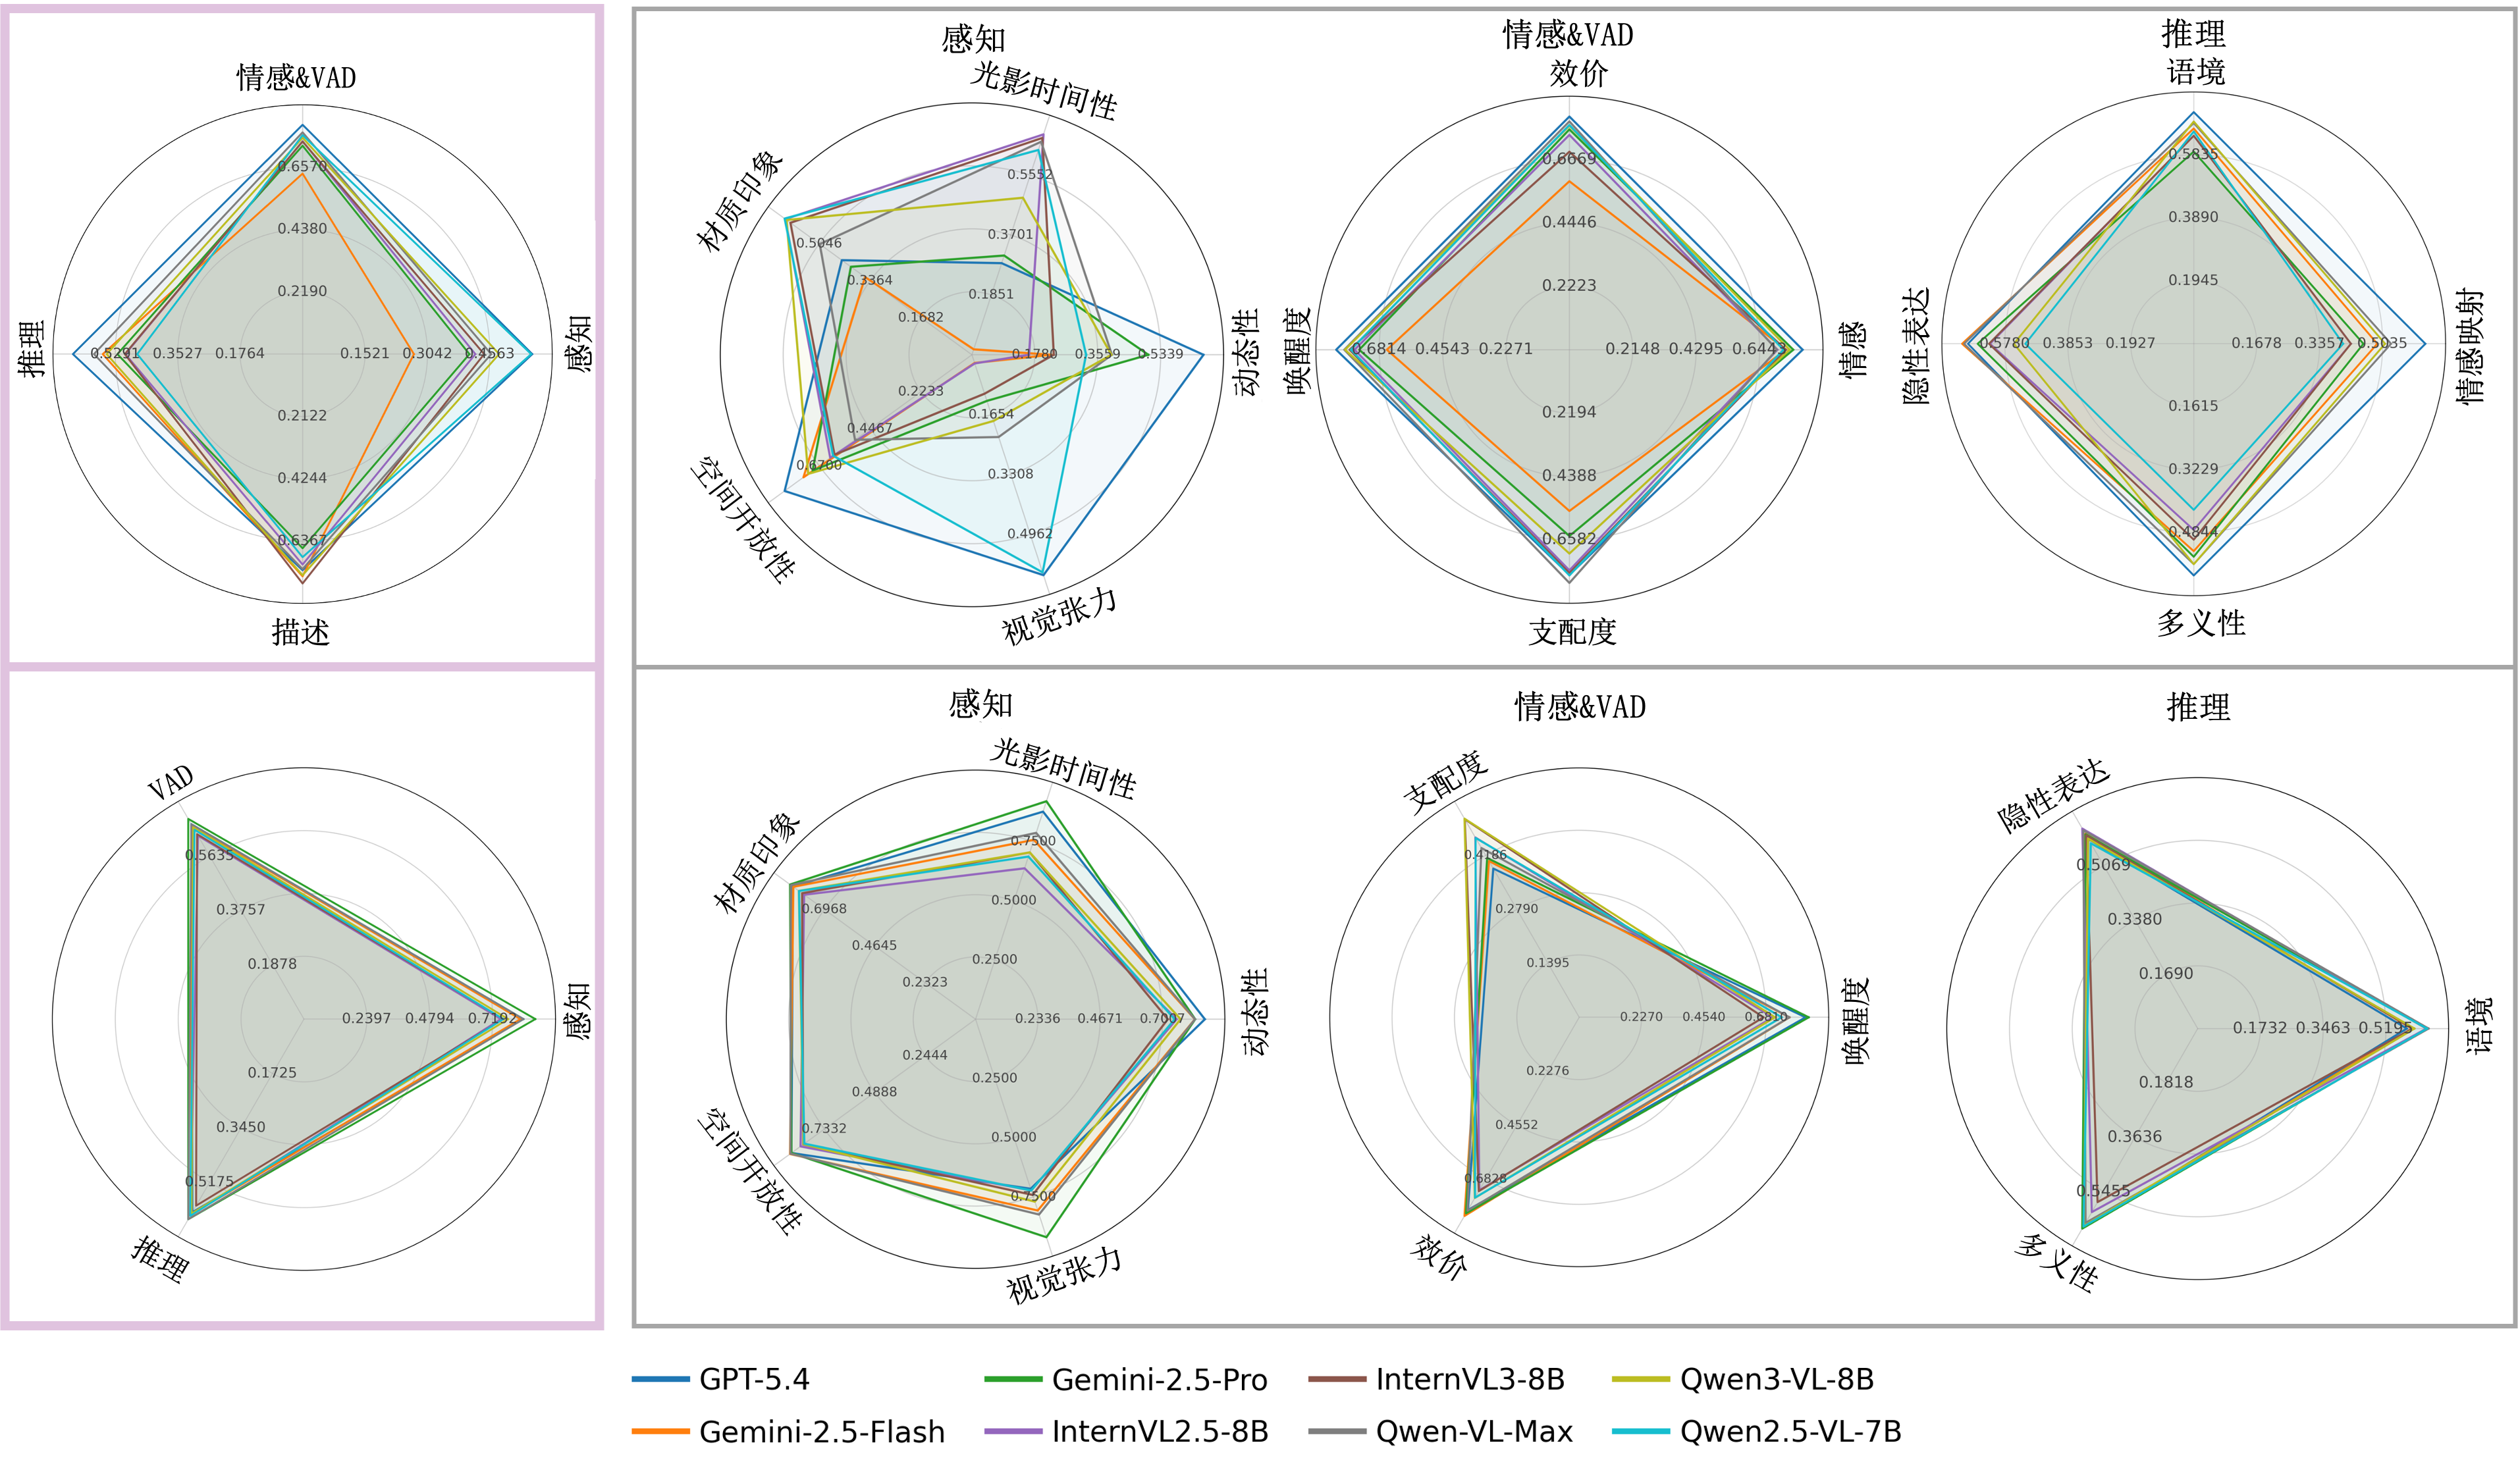 情感&VAD
0.6570
0.4380
0.2190
推理
0.5291 0.3527 0.1764 0.1521 0.3042 0.4563
感知
0.2122
0.4244
0.6367
描述
感知
光影时间性
材质印象
0.5552
0.5046
0.3701
0.3364
0.1851
0.1682
0.1780 0.3559 0.5339
动态性
0.2233
0.1654
0.4467
0.6700
0.3308
0.4962
空间开放性
视觉张力
情感&VAD
效价
0.6669
0.4446
0.2223
唤醒度
0.6814 0.4543 0.2271 0.2148 0.4295 0.6443
情感
0.2194
0.4388
0.6582
支配度
推理
语境
0.5835
0.3890
0.1945
隐性表达
0.5780 0.3853 0.1927 0.1678 0.3357 0.5035
情感映射
0.1615
0.3229
0.4844
多义性
VAD
0.5635
0.3757
0.1878
0.2397 0.4794 0.7192
感知
0.1725
0.3450
0.5175
推理
感知
光影时间性
材质印象
0.7500
0.6968
0.5000
0.4645
0.2500
0.2323
0.2336 0.4671 0.7007
动态性
0.2444
0.2500
0.4888
0.7332
0.5000
0.7500
空间开放性
视觉张力
情感&VAD
支配度
0.4186
0.2790
0.1395
0.2270 0.4540 0.6810
唤醒度
0.2276
0.4552
0.6828
效价
推理
隐性表达
0.5069
0.3380
0.1690
0.1732 0.3463 0.5195
语境
0.1818
0.3636
0.5455
多义性
GPT-5.4 Gemini-2.5-Pro InternVL3-8B Qwen3-VL-8B
Gemini-2.5-Flash InternVL2.5-8B Qwen-VL-Max Qwen2.5-VL-7B